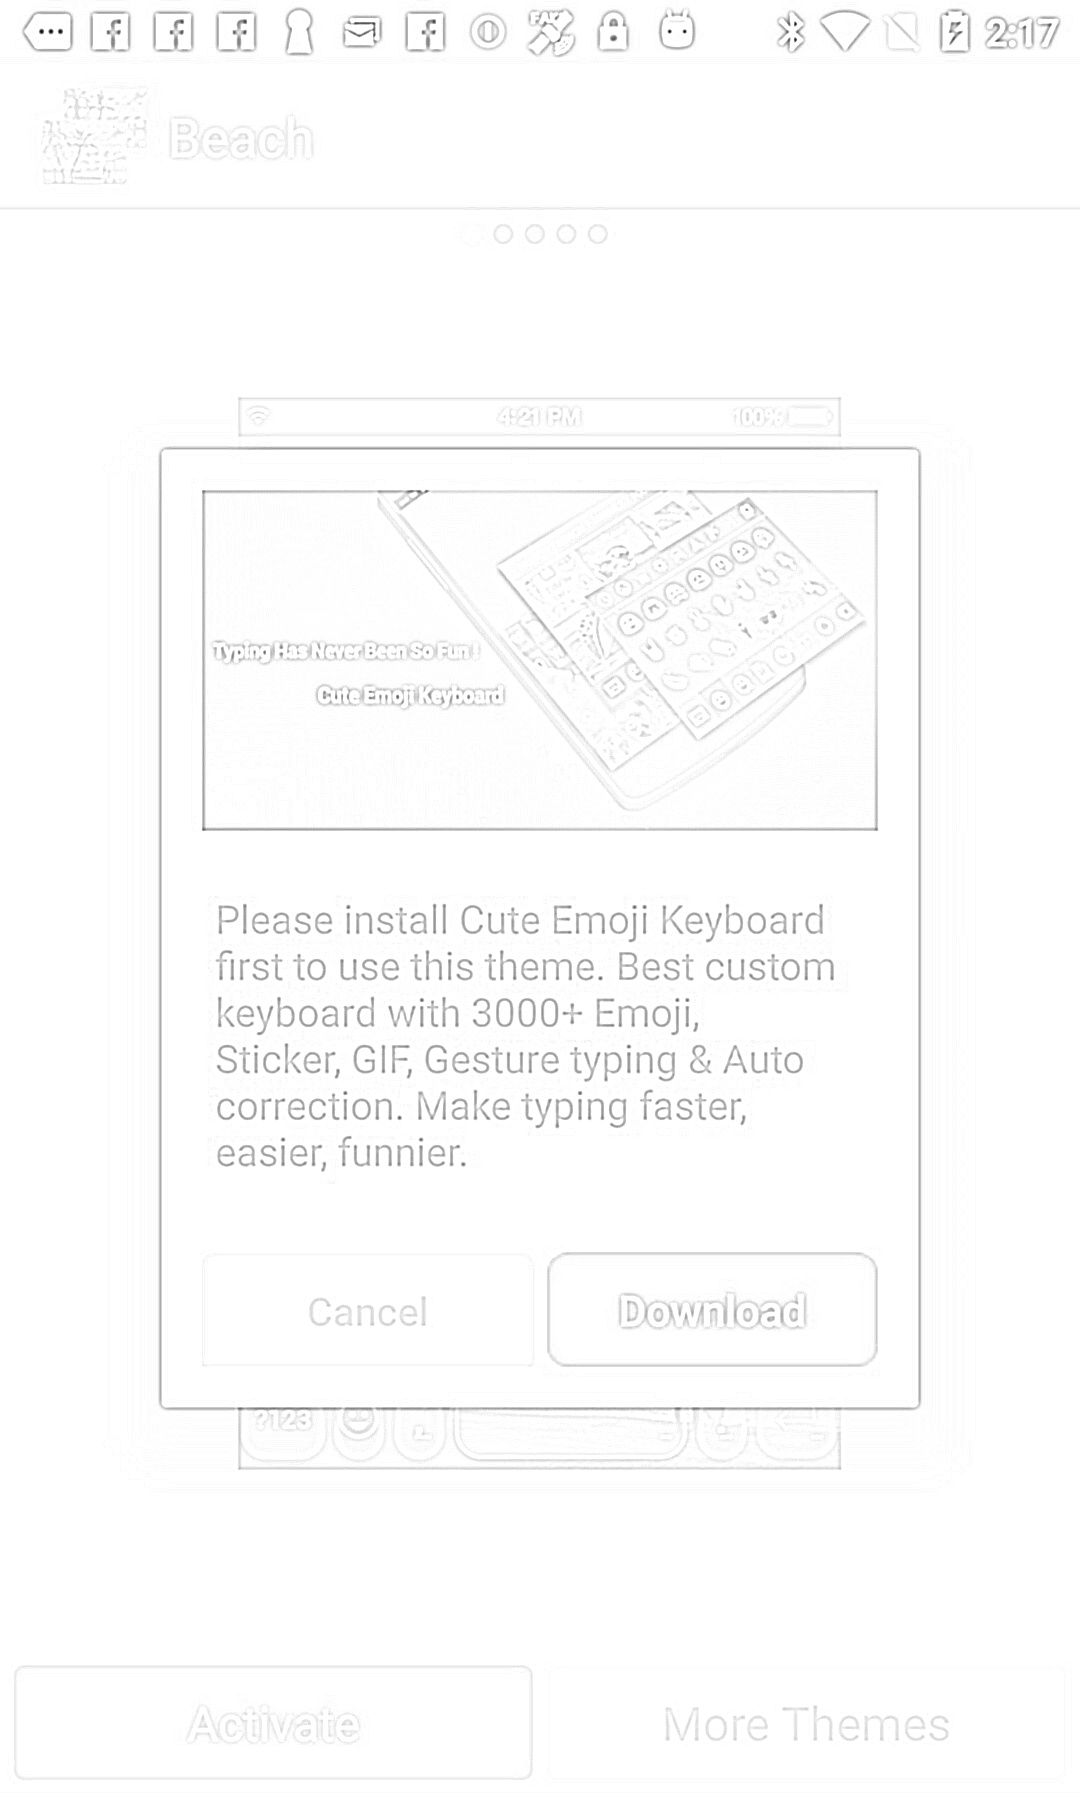 2:17
Beach
4:21 PM
100%
Typing Has Never Been So Fun !
Cute Emoji Keyboard
Please install Cute Emoji Keyboard
first to use this theme. Best custom
keyboard with 3000+ Emoji,
Sticker, GIF, Gesture typing & Auto
correction. Make typing faster,
easier, funnier.
Cancel
Download
?123
Activate
More Themes